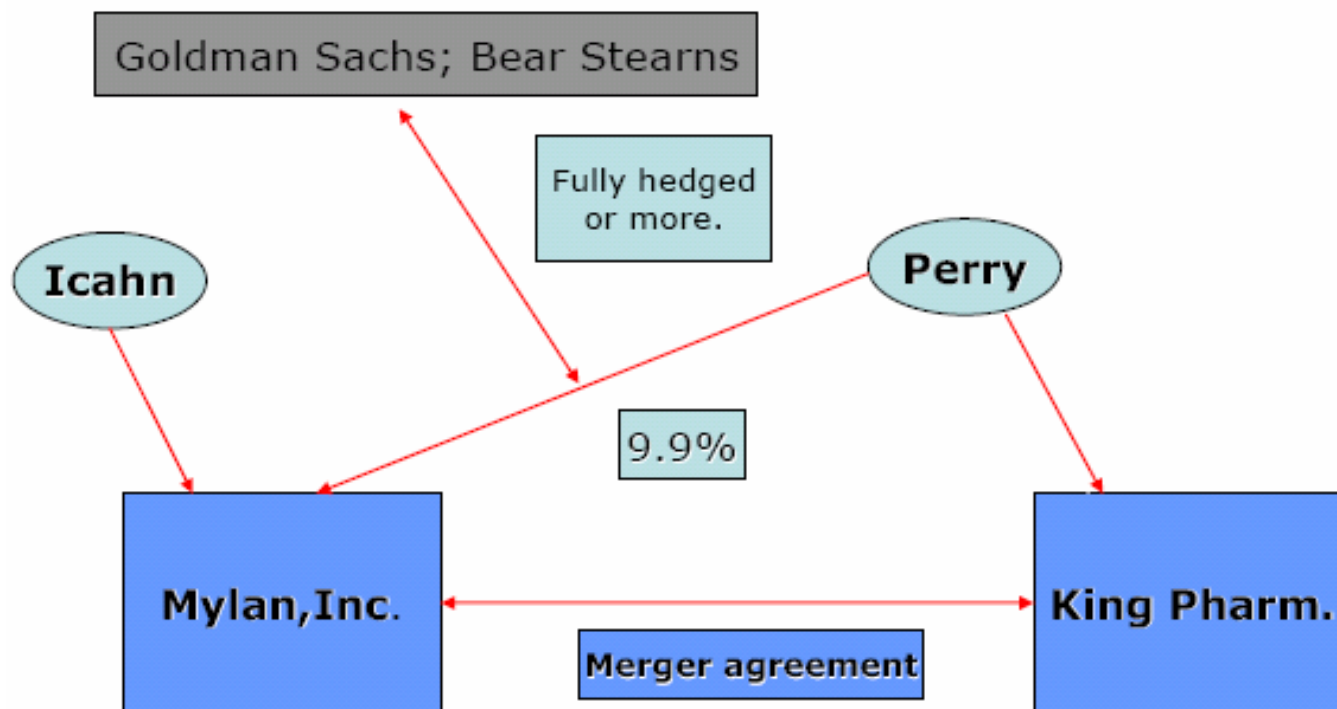 Goldman Sachs; Bear Stearns
Fully hedged
or more.
Icahn
Perry
9.9%
Mylan,Inc.
King Pharm.
Merger agreement